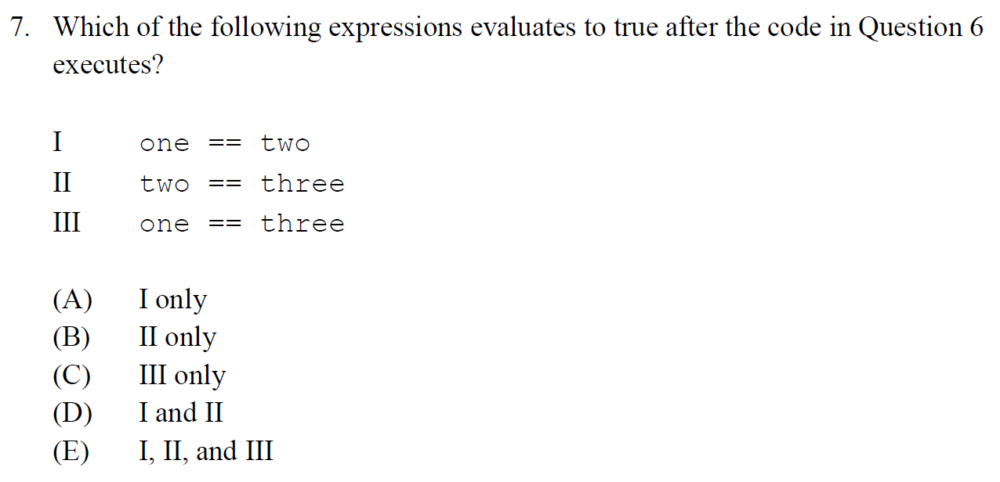 7. Which of the following expressions evaluates to true after the code in Question 6
executes?
I one == two
II two == three
III one == three
(A) I only
(B) II only
(C) III only
(D) I and II
(E) I, II, and III